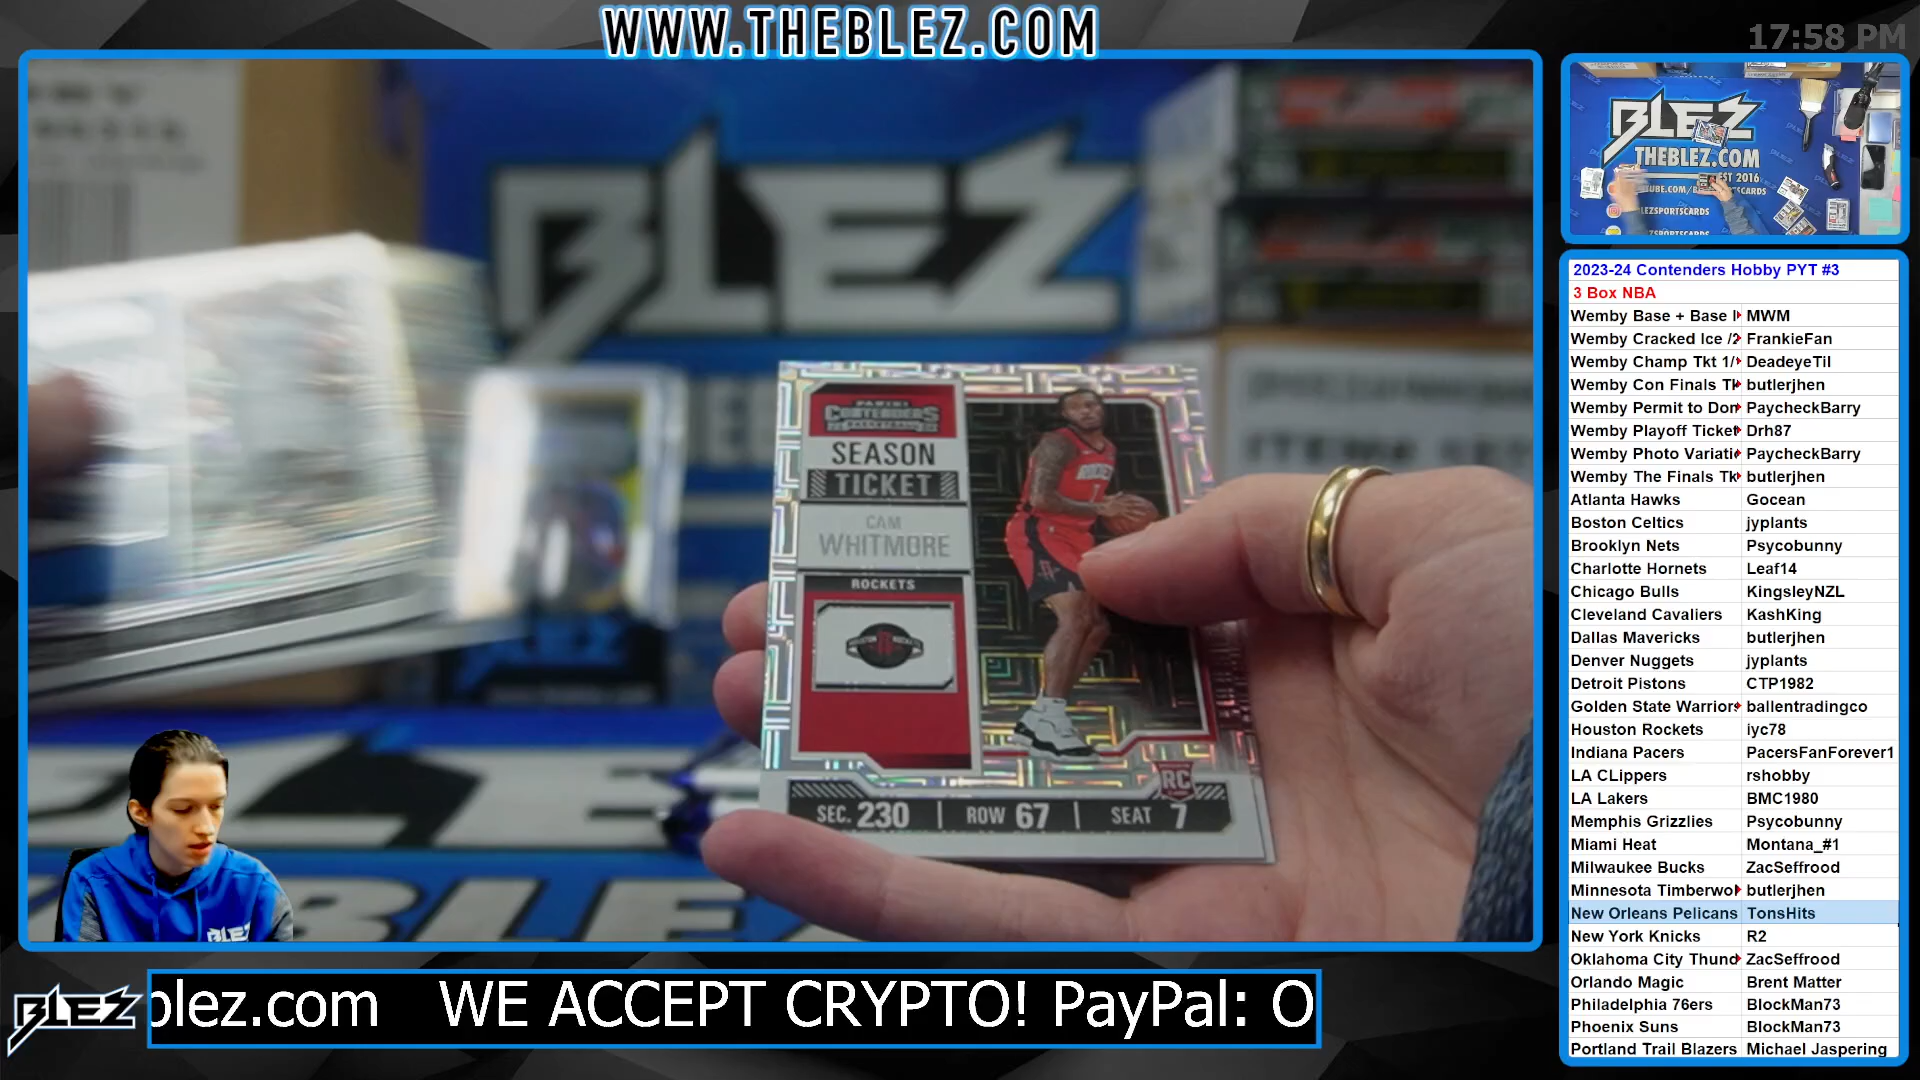 WWW.THEBLEZ.COM
17:58 PM
BLEZ
BLEZ
THEBLEZ.COM
EST 2016
PANINI
CONTENDERS
BASKETBALL
SEASON
TICKET
CAM
WHITMORE
ROCKETS
RC
SEC. 230 | ROW 67 | SEAT 7
2023-24 Contenders Hobby PYT #3
3 Box NBA
Wemby Base + Base MWM
Wemby Cracked Ice /2 FrankieFan
Wemby Champ Tkt 1/ DeadeyeTil
Wemby Con Finals butlerjhen
Wemby Permit to Dom PaycheckBarry
Wemby Playoff Ticket Drh87
Wemby Photo Variati PaycheckBarry
Wemby The Finals Tk butlerjhen
Atlanta Hawks Gocean
Boston Celtics jyplants
Brooklyn Nets Psycobunny
Charlotte Hornets Leaf14
Chicago Bulls KingsleyNZL
Cleveland Cavaliers KashKing
Dallas Mavericks butlerjhen
Denver Nuggets jyplants
Detroit Pistons CTP1982
Golden State Warrior ballentradingco
Houston Rockets iyc78
Indiana Pacers PacersFanForever1
LA CLippers rshobby
LA Lakers BMC1980
Memphis Grizzlies Psycobunny
Miami Heat Montana_#1
Milwaukee Bucks ZacSeffrood
Minnesota Timberwol butlerjhen
New Orleans Pelicans TonsHits
New York Knicks R2
Oklahoma City Thund ZacSeffrood
Orlando Magic Brent Matter
Philadelphia 76ers BlockMan73
Phoenix Suns BlockMan73
Portland Trail Blazers Michael Jaspering
BLEZ
BLEZ
blez.com WE ACCEPT CRYPTO! PayPal: O